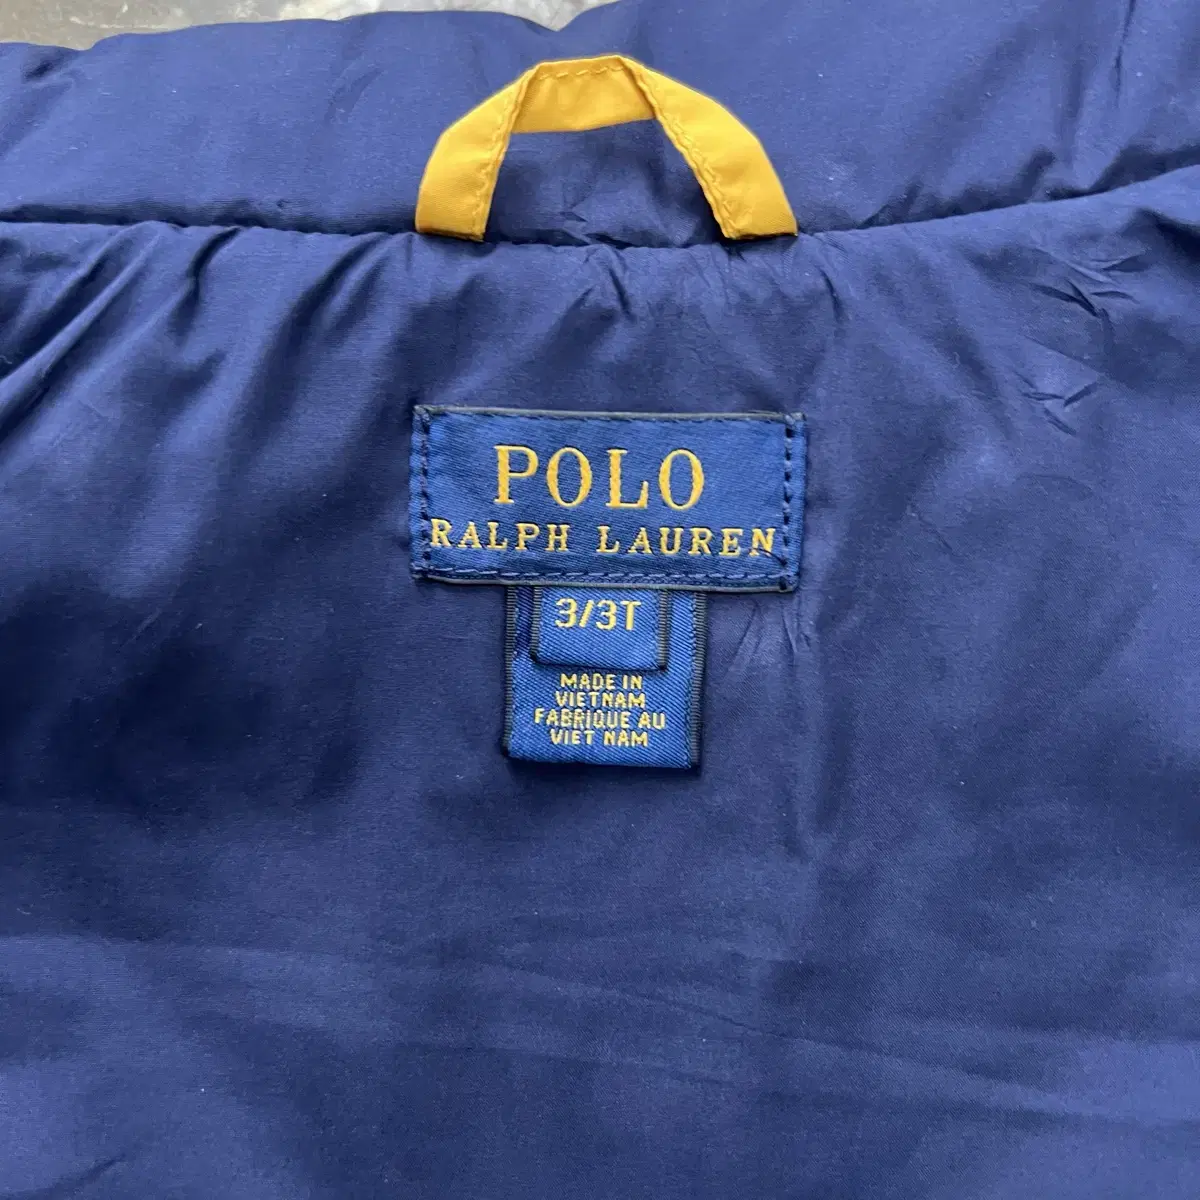 POLO
RALPH LAUREN
3/3T
MADE IN
VIETNAM
FABRIQUE AU
VIET NAM